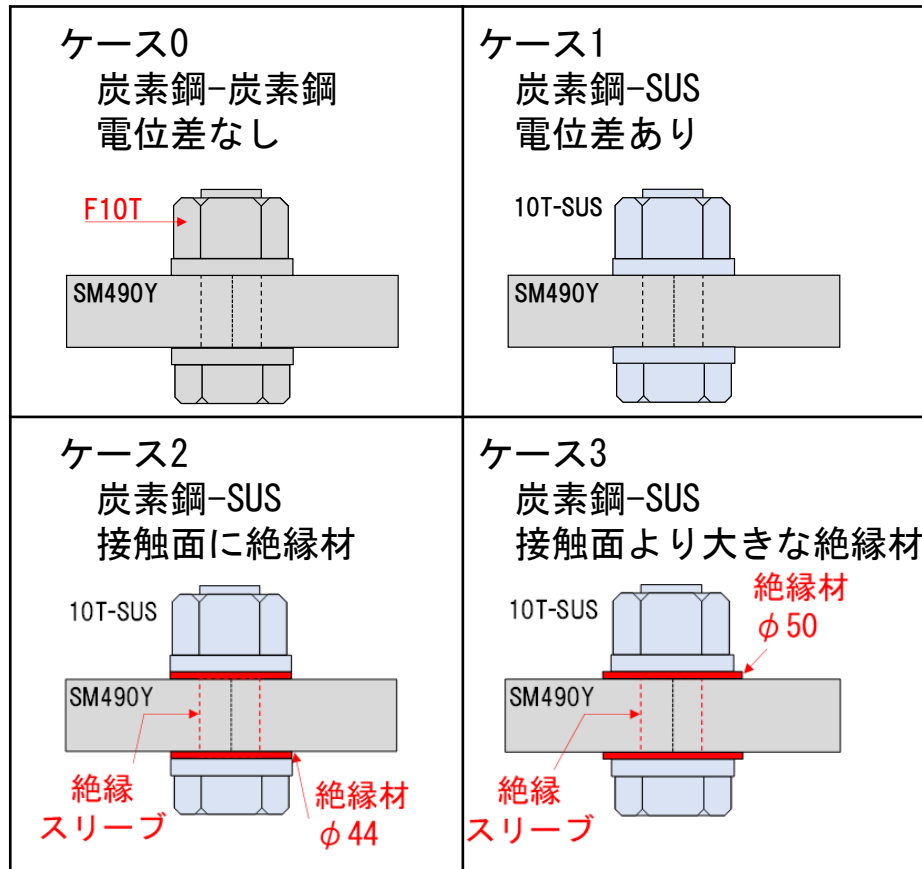 ケース0
炭素鋼-炭素鋼
電位差なし
F10T
SM490Y
ケース1
炭素鋼-SUS
電位差あり
10T-SUS
SM490Y
ケース2
炭素鋼-SUS
接触面に絶縁材
10T-SUS
SM490Y
絶縁
スリーブ
絶縁材
φ44
ケース3
炭素鋼-SUS
接触面より大きな絶縁材
10T-SUS
絶縁材
φ50
SM490Y
絶縁
スリーブ